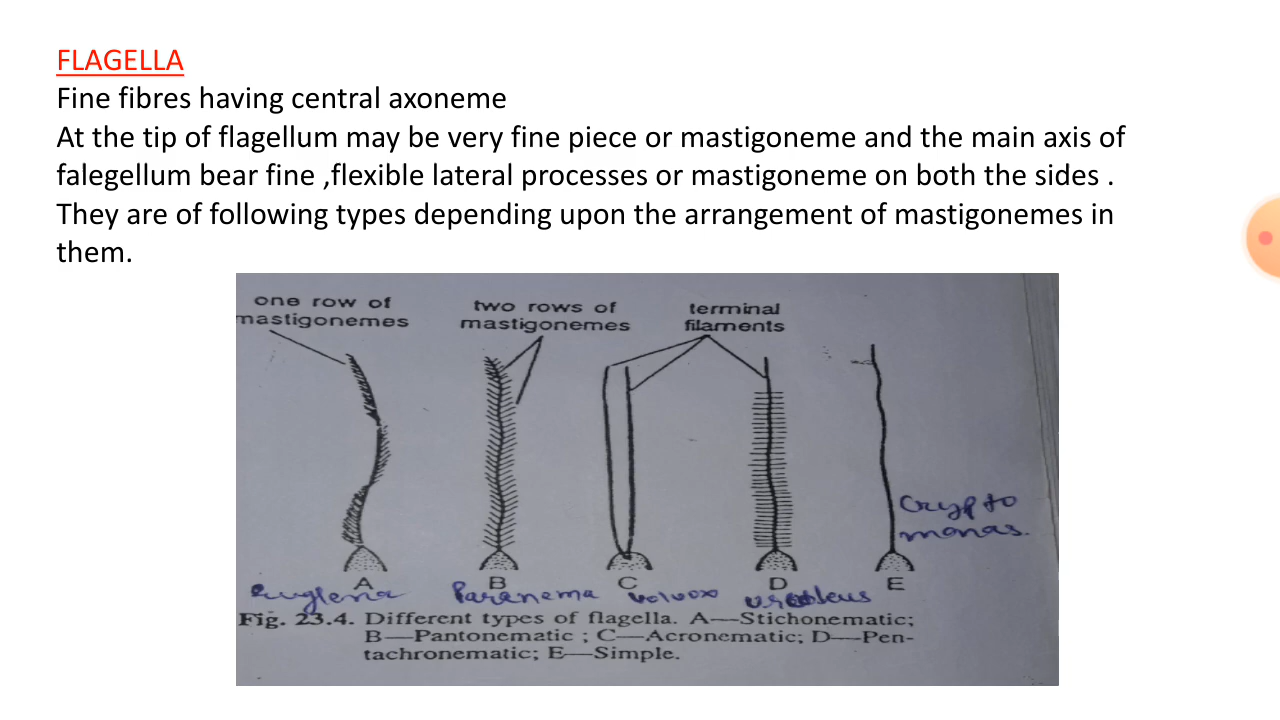 FLAGELLA
Fine fibres having central axoneme
At the tip of flagellum may be very fine piece or mastigoneme and the main axis of
falegellum bear fine ,flexible lateral processes or mastigoneme on both the sides .
They are of following types depending upon the arrangement of mastigonemes in
them.
one row of
mastigonemes
two rows of
mastigonemes
terminal
filaments
Crypto
monas.
A B C D E
Euglena Paranema volvox
Fig. 23.4. Different types of flagella. A—Stichonematic;
B—Pantonematic ; C—Acronematic; D—Pen-
tachronematic; E—Simple.